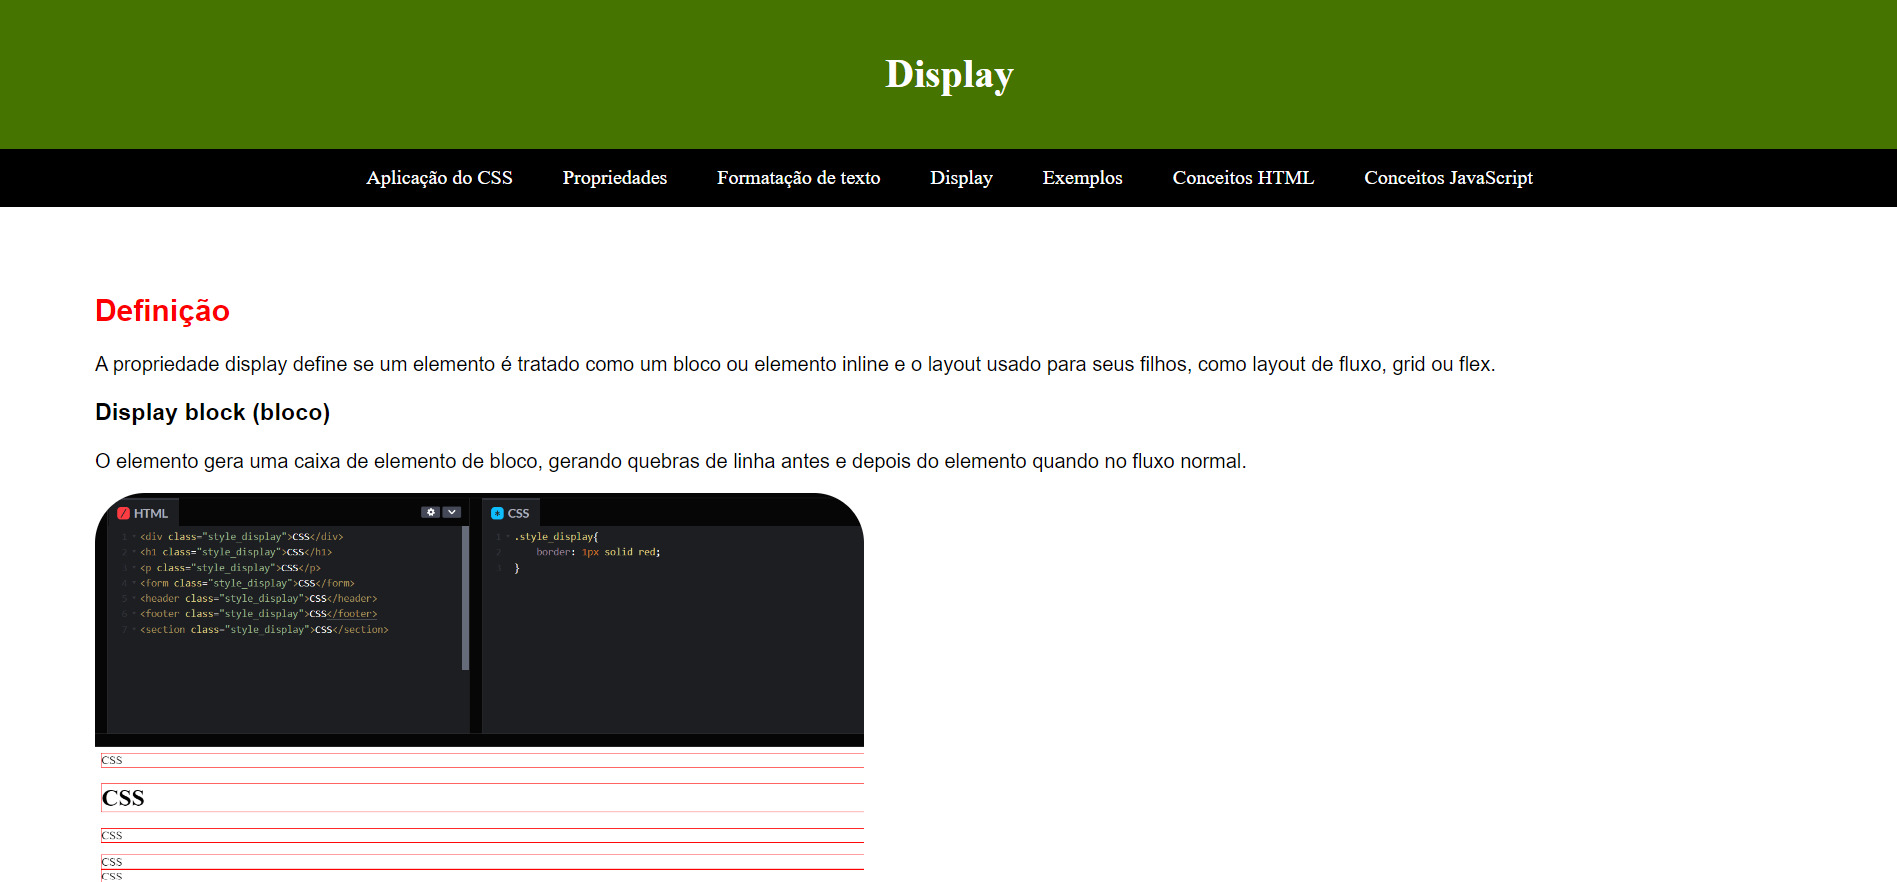 Display
Aplicação do CSS Propriedades Formatação de texto Display Exemplos Conceitos HTML Conceitos JavaScript
Definição
A propriedade display define se um elemento é tratado como um bloco ou elemento inline e o layout usado para seus filhos, como layout de fluxo, grid ou flex.
Display block (bloco)
O elemento gera uma caixa de elemento de bloco, gerando quebras de linha antes e depois do elemento quando no fluxo normal.
HTML
1 <div class="style_display">CSS</div>
2 <h1 class="style_display">CSS</h1>
3 <p class="style_display">CSS</p>
4 <form class="style_display">CSS</form>
5 <header class="style_display">CSS</header>
6 <footer class="style_display">CSS</footer>
7 <section class="style_display">CSS</section>
CSS
1 .style_display{
2 border: 1px solid red;
3 }
CSS
CSS
CSS
CSS
CSS